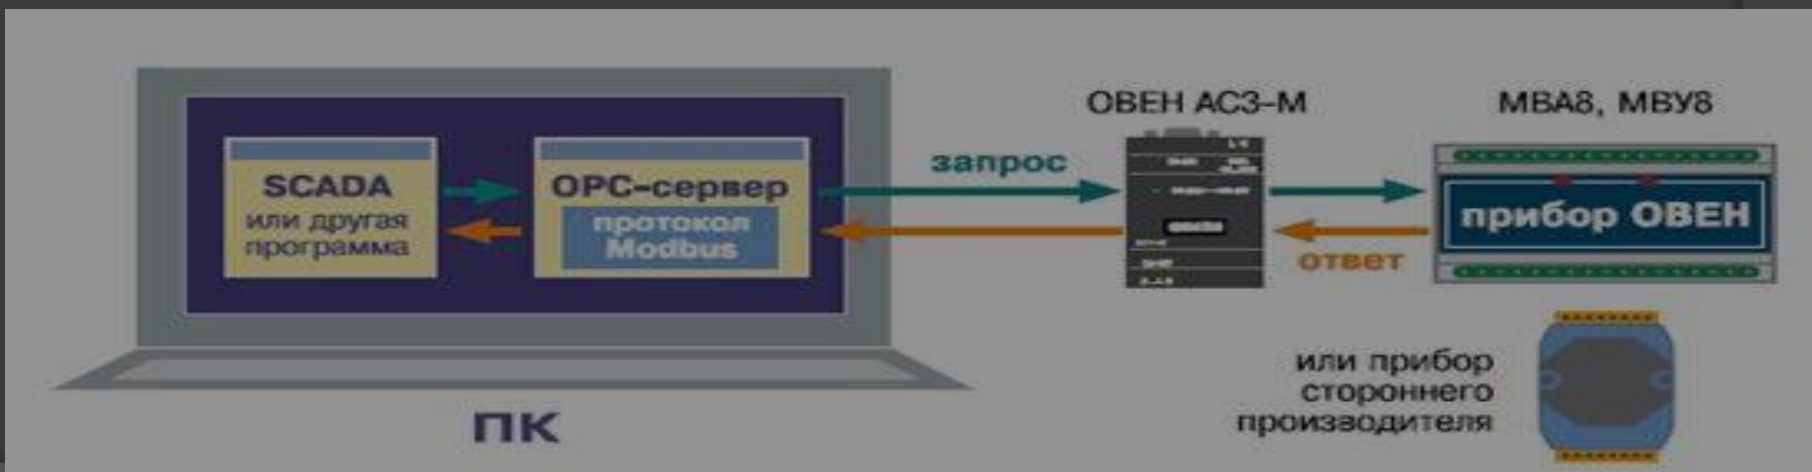 SCADA
или другая
программа
OPC-сервер
протокол
Modbus
ПК
запрос
ОВЕН АС3-М
ответ
МВА8, МВУ8
прибор ОВЕН
или прибор
стороннего
производителя